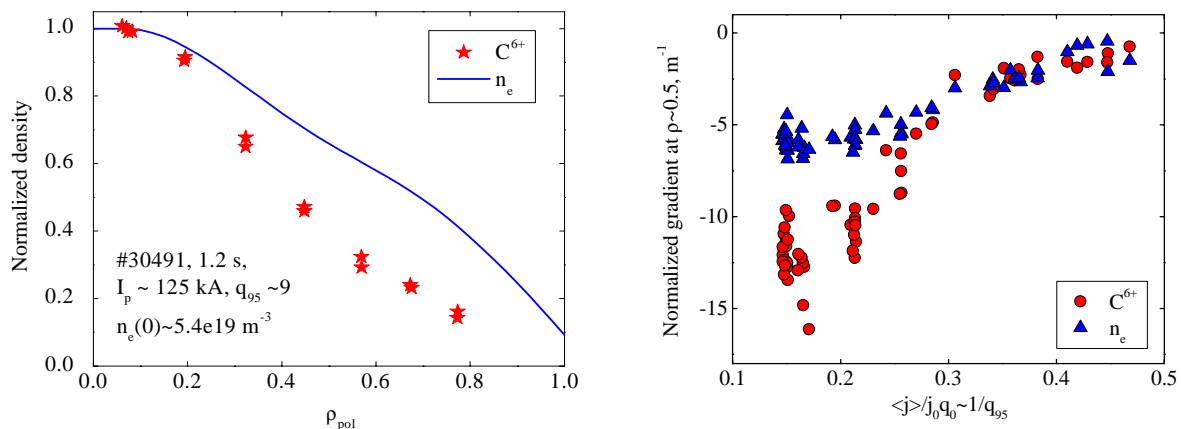 1.0
0.8
0.6
0.4
0.2
0.0
Normalized density
C⁶⁺
nₑ
#30491, 1.2 s,
Iₚ ~ 125 kA, q₉₅ ~9
nₑ(0)~5.4e19 m⁻³
0.0 0.2 0.4 0.6 0.8 1.0
ρₚₒₗ
0
-5
-10
-15
Normalized gradient at ρ~0.5, m⁻¹
C⁶⁺
nₑ
0.1 0.2 0.3 0.4 0.5
<j>/j₀q₀~1/q₉₅